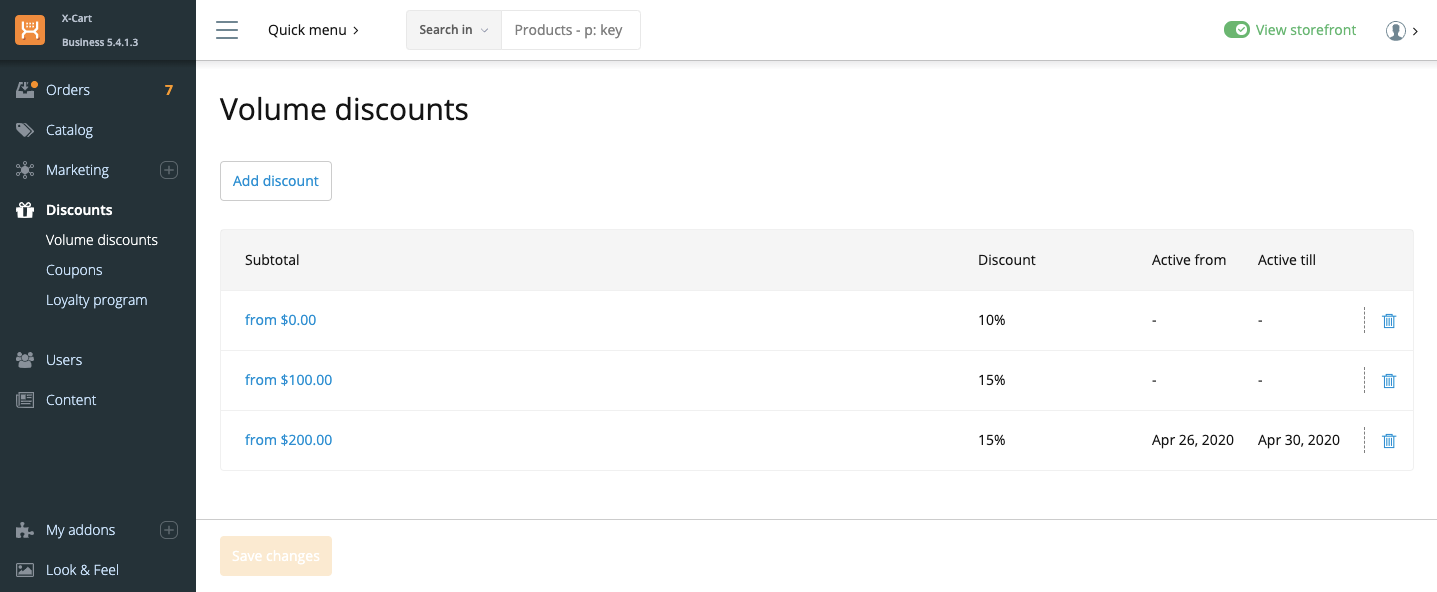 X-Cart
Business 5.4.1.3
Quick menu
Search in
Products - p: key
View storefront
Orders 7
Catalog
Marketing
Discounts
Volume discounts
Coupons
Loyalty program
Users
Content
My addons
Look & Feel
Volume discounts
Add discount
Subtotal Discount Active from Active till
from $0.00 10% - -
from $100.00 15% - -
from $200.00 15% Apr 26, 2020 Apr 30, 2020
Save changes